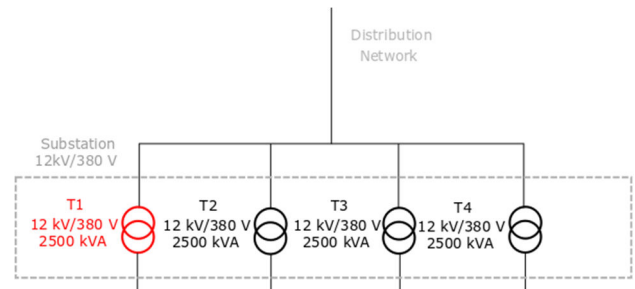 Distribution
Network
Substation
12kV/380 V
T1
12 kV/380 V
2500 kVA
T2
12 kV/380 V
2500 kVA
T3
12 kV/380 V
2500 kVA
T4
12 kV/380 V
2500 kVA